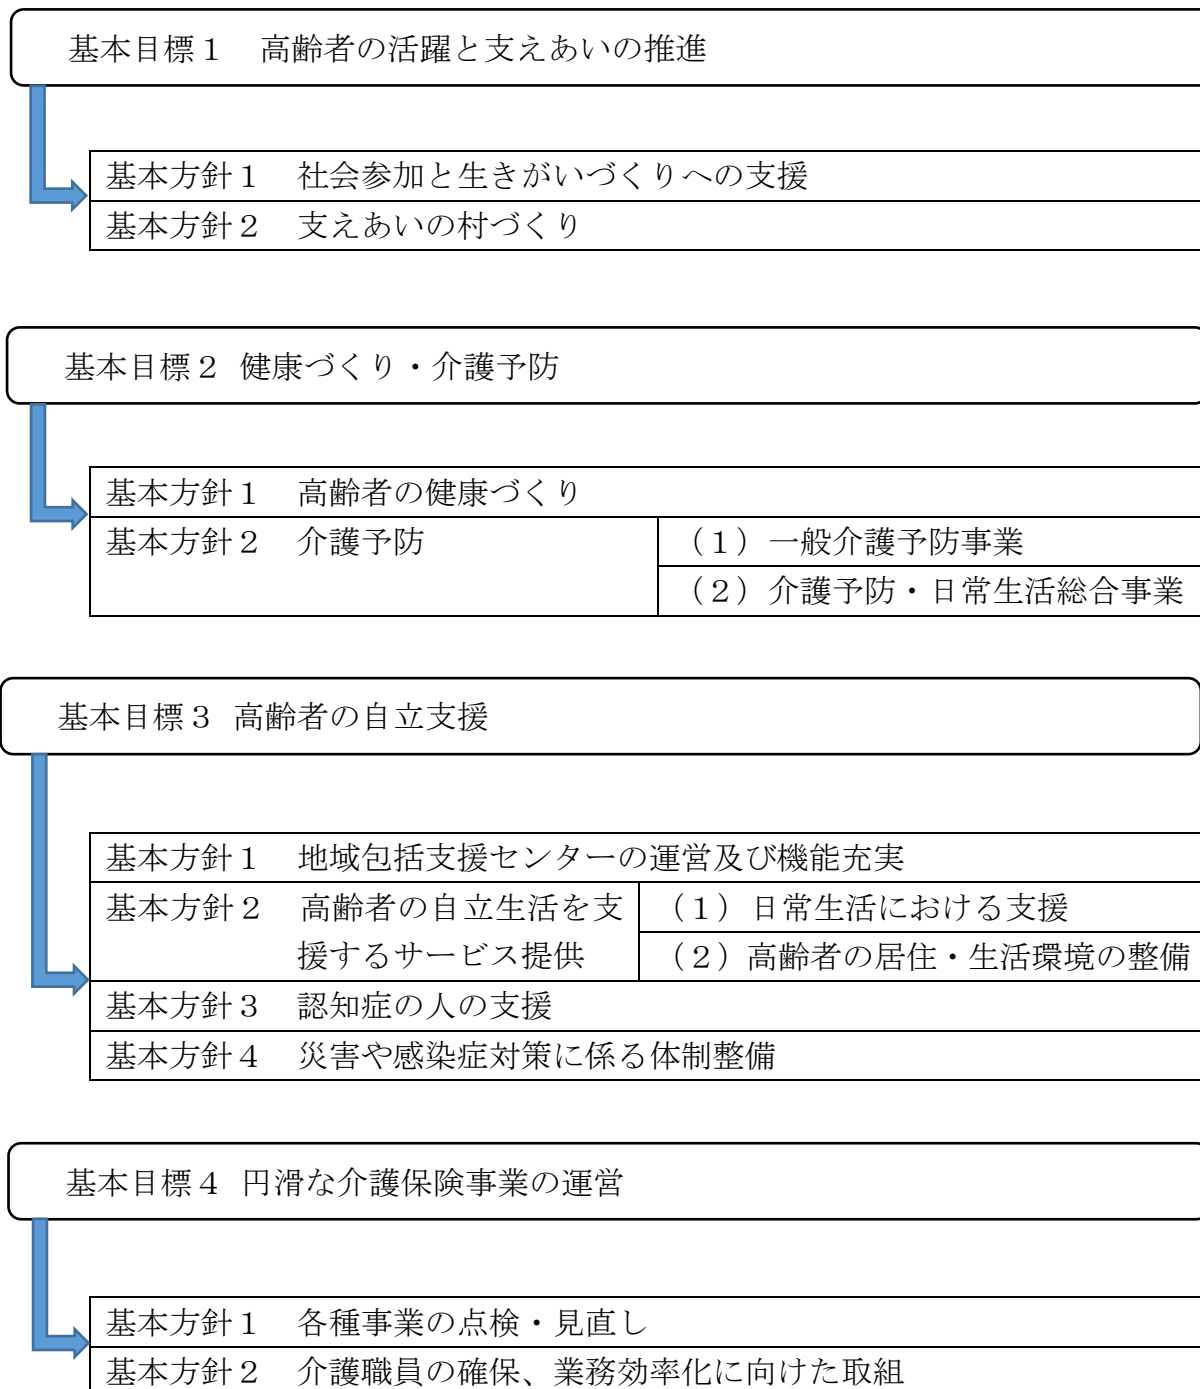 基本目標１　高齢者の活躍と支えあいの推進
基本方針１　社会参加と生きがいづくりへの支援
基本方針２　支えあいの村づくり
基本目標２ 健康づくり・介護予防
基本方針１　高齢者の健康づくり
基本方針２　介護予防
（１）一般介護予防事業
（２）介護予防・日常生活総合事業
基本目標３ 高齢者の自立支援
基本方針１　地域包括支援センターの運営及び機能充実
基本方針２　高齢者の自立生活を支
援するサービス提供
（１）日常生活における支援
（２）高齢者の居住・生活環境の整備
基本方針３　認知症の人の支援
基本方針４　災害や感染症対策に係る体制整備
基本目標４ 円滑な介護保険事業の運営
基本方針１　各種事業の点検・見直し
基本方針２　介護職員の確保、業務効率化に向けた取組